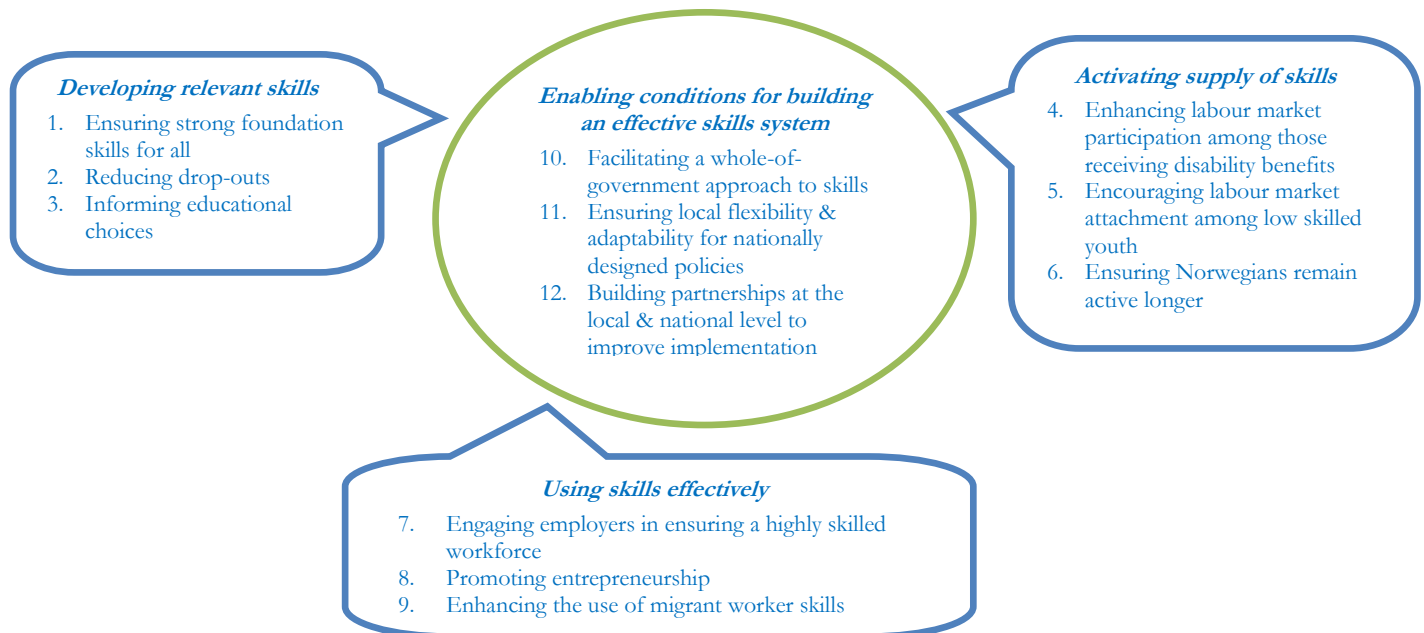 Developing relevant skills
1. Ensuring strong foundation
skills for all
2. Reducing drop-outs
3. Informing educational
choices
Enabling conditions for building
an effective skills system
10. Facilitating a whole-of-
government approach to skills
11. Ensuring local flexibility &
adaptability for nationally
designed policies
12. Building partnerships at the
local & national level to
improve implementation
Activating supply of skills
4. Enhancing labour market
participation among those
receiving disability benefits
5. Encouraging labour market
attachment among low skilled
youth
6. Ensuring Norwegians remain
active longer
Using skills effectively
7. Engaging employers in ensuring a highly skilled
workforce
8. Promoting entrepreneurship
9. Enhancing the use of migrant worker skills